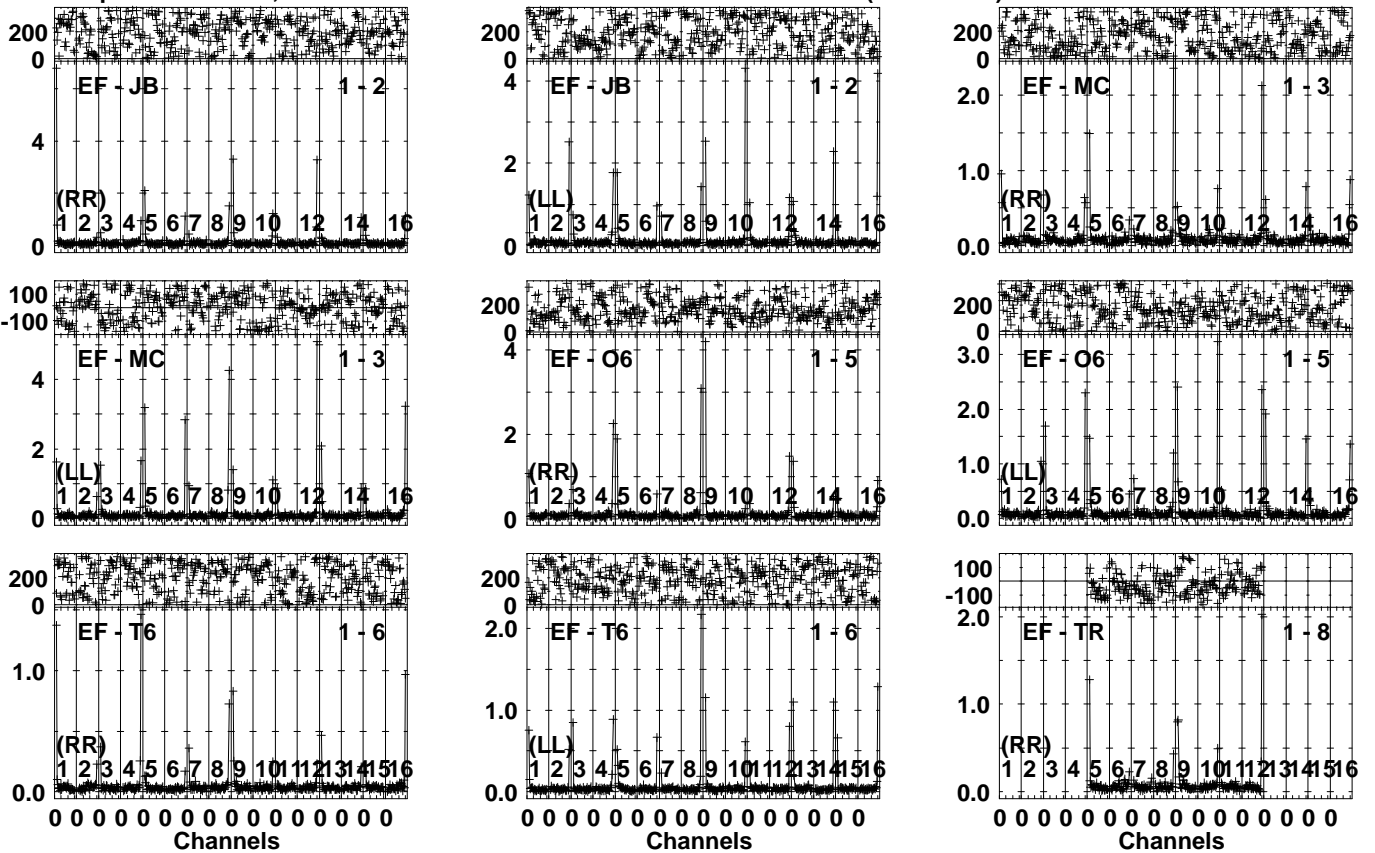 200 200 200
0 0 0
EF - JB 1 - 2 EF - JB 1 - 2 EF - MC 1 - 3
4 4 2.0
2 1.0
(RR) (LL) (RR)
1 2 3 4 5 6 7 8 9 10 12 14 16 1 2 3 4 5 6 7 8 9 10 12 14 16 1 2 3 4 5 6 7 8 9 10 12 14 16
0 0 0.0
100 200 200
-100 0 0
EF - MC 1 - 3 EF - O6 1 - 5 EF - O6 1 - 5
4 4 3.0
2 2 2.0
1.0
(LL) (RR) (LL)
1 2 3 4 5 6 7 8 9 10 12 14 16 1 2 3 4 5 6 7 8 9 10 12 14 16 1 2 3 4 5 6 7 8 9 10 12 14 16
0 0 0.0
200 200 100
0 0 -100
EF - T6 1 - 6 EF - T6 1 - 6 EF - TR 1 - 8
1.0 2.0 2.0
1.0 1.0
(RR) (LL) (RR)
1 2 3 4 5 6 7 8 9 10 11 12 13 14 15 16 1 2 3 4 5 6 7 8 9 10 11 12 13 14 15 16 1 2 3 4 5 6 7 8 9 10 11 12 13 14 15 16
0.0 0.0 0.0
0 0 0 0 0 0 0 0 0 0 0 0 0 0 0 0 0 0 0 0 0 0 0 0 0 0 0 0 0 0 0 0 0 0 0 0 0 0 0 0 0 0 0 0 0 0 0 0
Channels Channels Channels